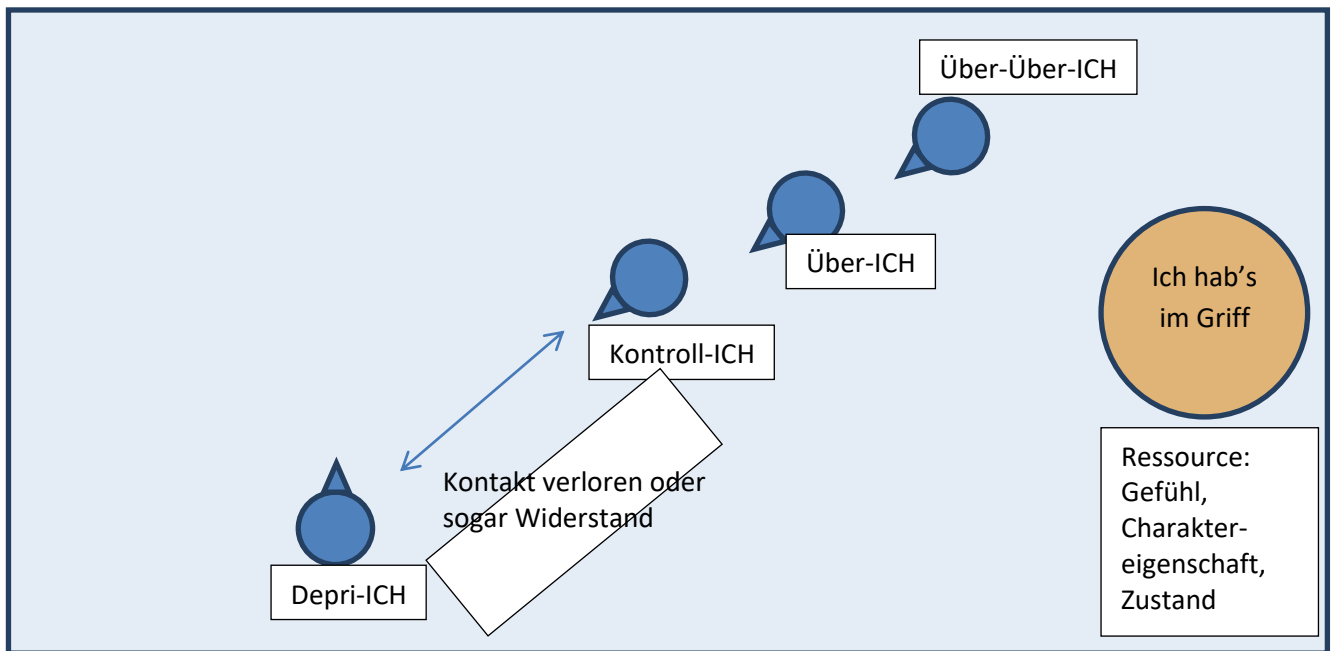 Über-Über-ICH
Über-ICH
Kontroll-ICH
Ich hab’s
im Griff
Kontakt verloren oder
sogar Widerstand
Depri-ICH
Ressource:
Gefühl,
Charakter-
eigenschaft,
Zustand